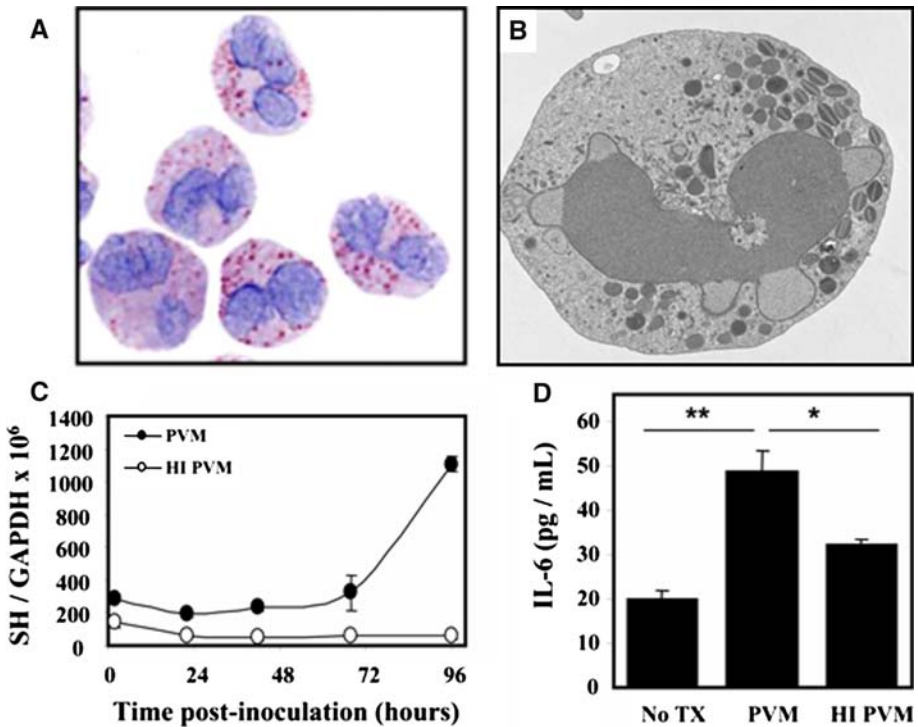 A
B
C
SH / GAPDH x 10⁶
1400
1200
1000
800
600
400
200
0
PVM
HI PVM
0 24 48 72 96
Time post-inoculation (hours)
D
IL-6 (pg / mL)
60
50
40
30
20
10
0
** *
No TX PVM HI PVM